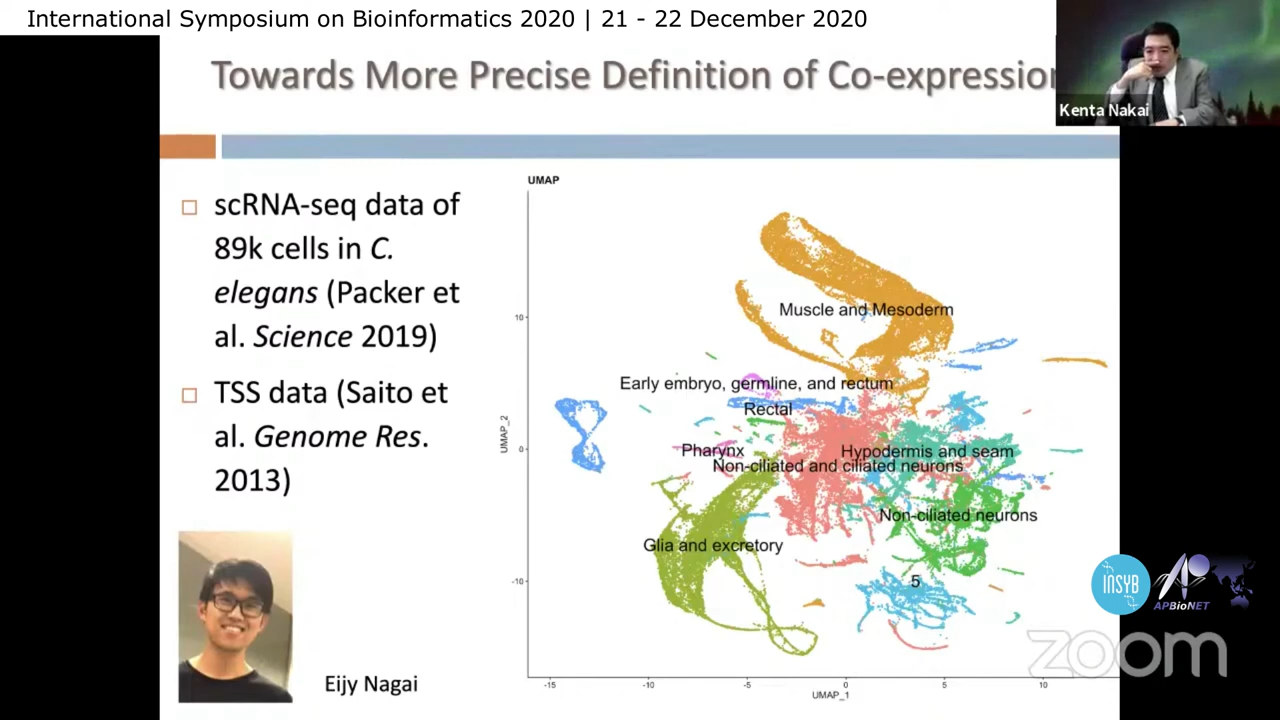 International Symposium on Bioinformatics 2020 | 21 - 22 December 2020
Towards More Precise Definition of Co-expression
Kenta Nakai
scRNA-seq data of
89k cells in C.
elegans (Packer et
al. Science 2019)
TSS data (Saito et
al. Genome Res.
2013)
Eijy Nagai
UMAP
Muscle and Mesoderm
Early embryo, germline, and rectum
Rectal
Pharynx
Hypodermis and seam
Non-ciliated and ciliated neurons
Non-ciliated neurons
Glia and excretory
5
UMAP_2
10
0
-10
-15
-10
-5
0
5
10
UMAP_1
INSYB
APBioNET
zoom